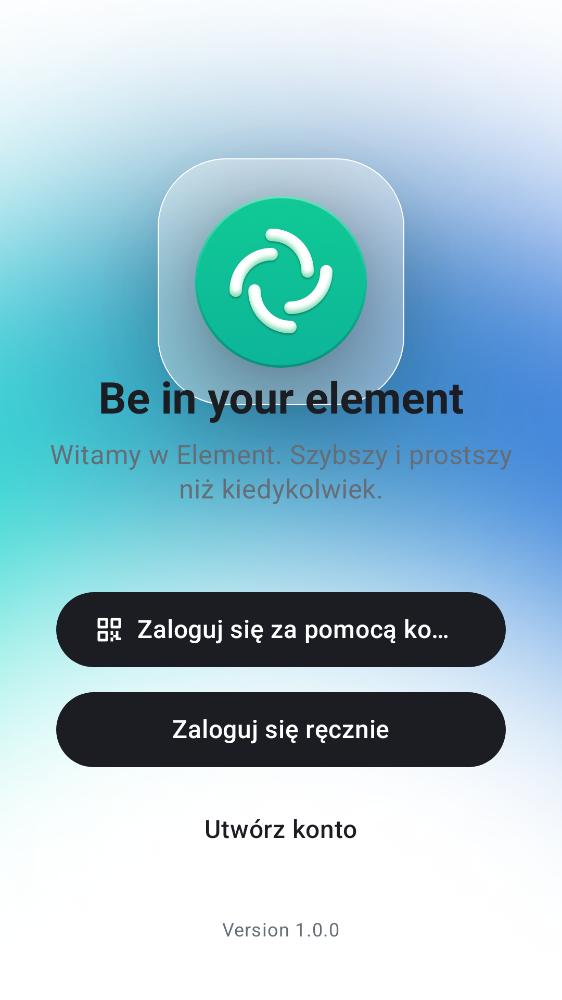 Be in your element
Witamy w Element. Szybszy i prostszy
niż kiedykolwiek.
Zaloguj się za pomocą ko…
Zaloguj się ręcznie
Utwórz konto
Version 1.0.0